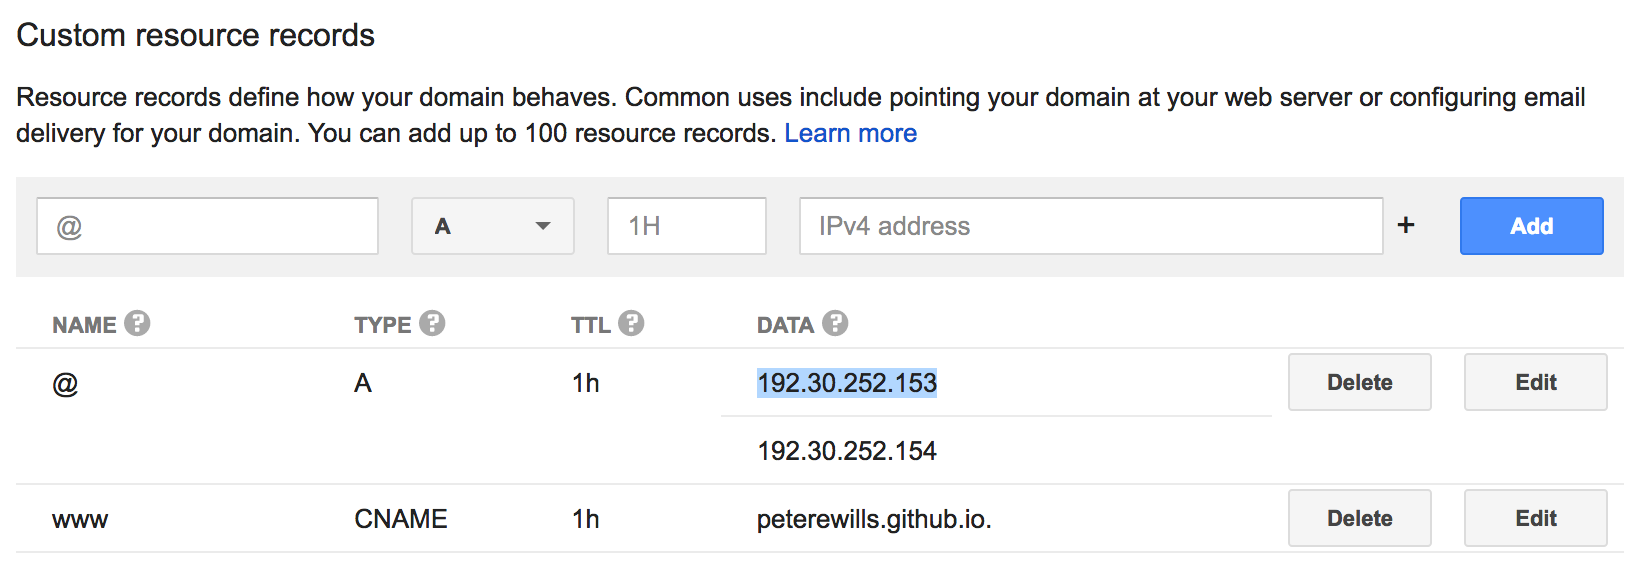 Custom resource records
Resource records define how your domain behaves. Common uses include pointing your domain at your web server or configuring email
delivery for your domain. You can add up to 100 resource records. Learn more
@ A 1H IPv4 address + Add
NAME ? TYPE ? TTL ? DATA ?
@ A 1h 192.30.252.153 Delete Edit
192.30.252.154
www CNAME 1h peterewills.github.io. Delete Edit